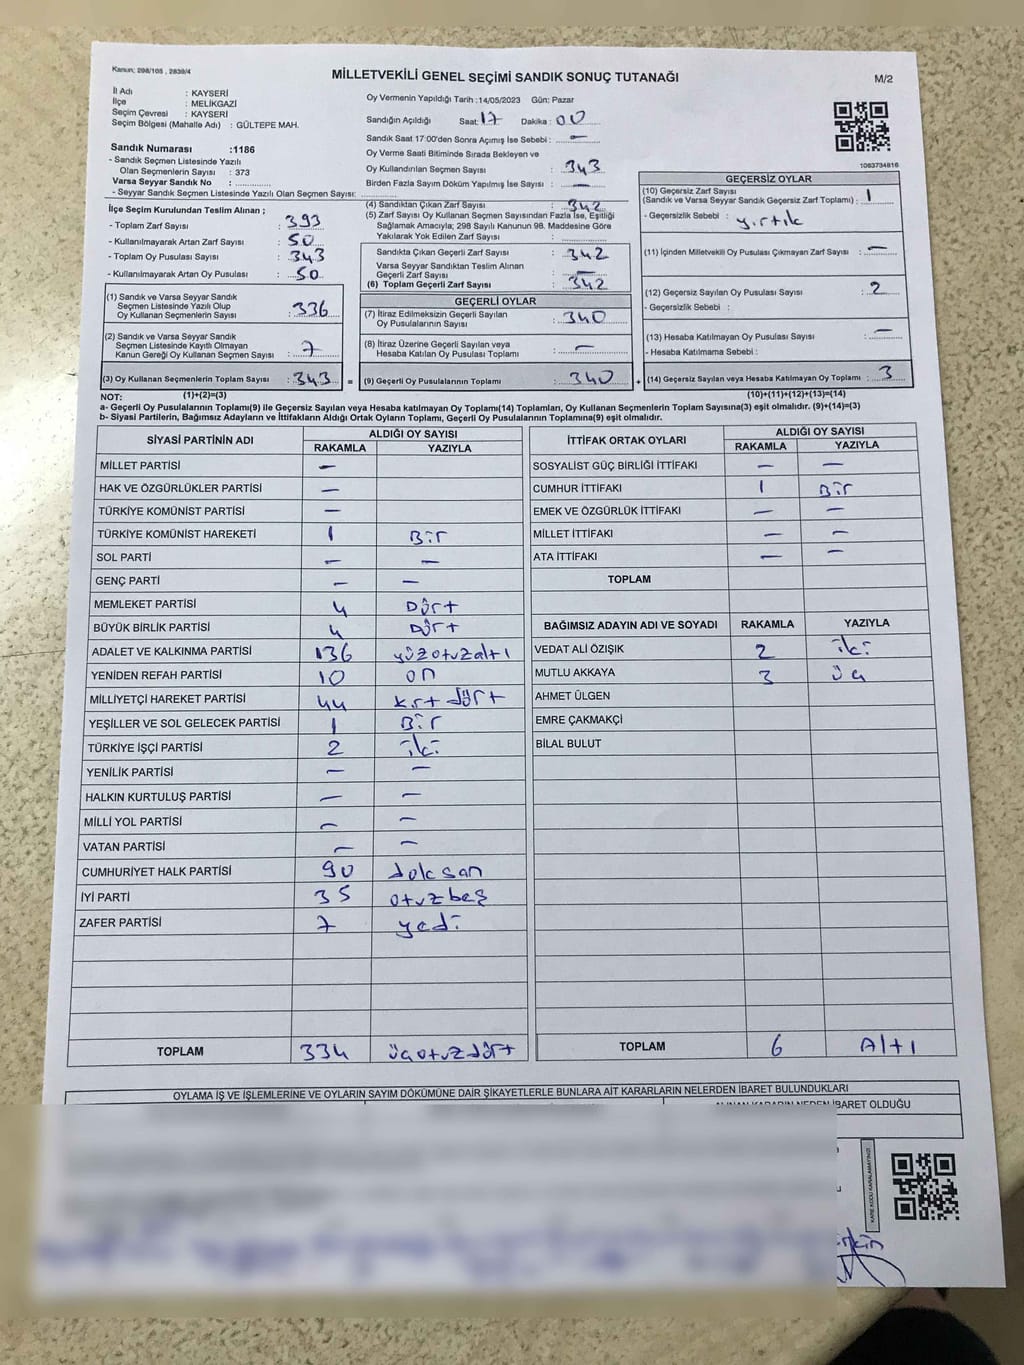 Kanun: 298/105 , 2839/4
MİLLETVEKİLİ GENEL SEÇİMİ SANDIK SONUÇ TUTANAĞI
M/2
İl Adı : KAYSERİ
İlçe : MELİKGAZİ
Seçim Çevresi : KAYSERİ
Seçim Bölgesi (Mahalle Adı) : GÜLTEPE MAH.
Sandık Numarası :1186
- Sandık Seçmen Listesinde Yazılı
Olan Seçmenlerin Sayısı : 373
Varsa Seyyar Sandık No :
- Seyyar Sandık Seçmen Listesinde Yazılı Olan Seçmen Sayısı:
Oy Vermenin Yapıldığı Tarih :14/05/2023 Gün: Pazar
Sandığın Açıldığı Saat: 17 Dakika : 00
Sandık Saat 17:00'den Sonra Açımış İse Sebebi : —
Oy Verme Saati Bitiminde Sırada Bekleyen ve
Oy Kullandırılan Seçmen Sayısı : 343
Birden Fazla Sayım Döküm Yapılmış İse Sayısı : —
1063734816
İlçe Seçim Kurulundan Teslim Alınan ;
- Toplam Zarf Sayısı : 393
- Kullanılmayarak Artan Zarf Sayısı : 50
- Toplam Oy Pusulası Sayısı : 343
- Kullanılmayarak Artan Oy Pusulası : 50
(1) Sandık ve Varsa Seyyar Sandık
Seçmen Listesinde Yazılı Olup
Oy Kullanan Seçmenlerin Sayısı : 336
(2) Sandık ve Varsa Seyyar Sandık
Seçmen Listesinde Kayıtlı Olmayan
Kanun Gereği Oy Kullanan Seçmen Sayısı : 7
(3) Oy Kullanan Seçmenlerin Toplam Sayısı : 343 =
(4) Sandıktan Çıkan Zarf Sayısı : 342
(5) Zarf Sayısı Oy Kullanan Seçmen Sayısından Fazla İse, Eşitliği
Sağlamak Amacıyla; 298 Sayılı Kanunun 98. Maddesine Göre
Yakılarak Yok Edilen Zarf Sayısı :
Sandıkta Çıkan Geçerli Zarf Sayısı : 342
Varsa Seyyar Sandıktan Teslim Alınan
Geçerli Zarf Sayısı : —
(6) Toplam Geçerli Zarf Sayısı : 342
GEÇERLİ OYLAR
(7) İtiraz Edilmeksizin Geçerli Sayılan
Oy Pusulalarının Sayısı : 340
(8) İtiraz Üzerine Geçerli Sayılan veya
Hesaba Katılan Oy Pusulası Toplamı : —
(9) Geçerli Oy Pusulalarının Toplamı : 340 +
GEÇERSİZ OYLAR
(10) Geçersiz Zarf Sayısı
(Sandık ve Varsa Seyyar Sandık Geçersiz Zarf Toplamı) : 1
- Geçersizlik Sebebi : yırtık
(11) İçinden Milletvekili Oy Pusulası Çıkmayan Zarf Sayısı : —
(12) Geçersiz Sayılan Oy Pusulası Sayısı : 2
- Geçersizlik Sebebi :
(13) Hesaba Katılmayan Oy Pusulası Sayısı : —
- Hesaba Katılmama Sebebi :
(14) Geçersiz Sayılan veya Hesaba Katılmayan Oy Toplamı : 3
NOT: (1)+(2)=(3) (10)+(11)+(12)+(13)=(14)
a- Geçerli Oy Pusulalarının Toplamı(9) ile Geçersiz Sayılan veya Hesaba katılmayan Oy Toplamı(14) Toplamları, Oy Kullanan Seçmenlerin Toplam Sayısına(3) eşit olmalıdır. (9)+(14)=(3)
b- Siyasi Partilerin, Bağımsız Adayların ve İttifakların Aldığı Ortak Oyların Toplamı, Geçerli Oy Pusulalarının Toplamına(9) eşit olmalıdır.
SİYASİ PARTİNİN ADI ALDIĞI OY SAYISI
RAKAMLA YAZIYLA
MİLLET PARTİSİ —
HAK VE ÖZGÜRLÜKLER PARTİSİ —
TÜRKİYE KOMÜNİST PARTİSİ —
TÜRKİYE KOMÜNİST HAREKETİ 1 Bir
SOL PARTİ — —
GENÇ PARTİ — —
MEMLEKET PARTİSİ 4 Dört
BÜYÜK BİRLİK PARTİSİ 4 Dört
ADALET VE KALKINMA PARTİSİ 136 yüzotuzaltı
YENİDEN REFAH PARTİSİ 10 on
MİLLİYETÇİ HAREKET PARTİSİ 44 kırt dört
YEŞİLLER VE SOL GELECEK PARTİSİ 1 Bir
TÜRKİYE İŞÇİ PARTİSİ 2 iki
YENİLİK PARTİSİ — —
HALKIN KURTULUŞ PARTİSİ — —
MİLLİ YOL PARTİSİ — —
VATAN PARTİSİ — —
CUMHURİYET HALK PARTİSİ 90 doksan
İYİ PARTİ 35 otuzbeş
ZAFER PARTİSİ 7 yedi
TOPLAM 334 üçotuzdört
İTTİFAK ORTAK OYLARI ALDIĞI OY SAYISI
RAKAMLA YAZIYLA
SOSYALİST GÜÇ BİRLİĞİ İTTİFAKI — —
CUMHUR İTTİFAKI 1 Bir
EMEK VE ÖZGÜRLÜK İTTİFAKI — —
MİLLET İTTİFAKI — —
ATA İTTİFAKI — —
TOPLAM
BAĞIMSIZ ADAYIN ADI VE SOYADI RAKAMLA YAZIYLA
VEDAT ALİ ÖZIŞIK 2 iki
MUTLU AKKAYA 3 üç
AHMET ÜLGEN
EMRE ÇAKMAKÇİ
BİLAL BULUT
TOPLAM 6 Altı
OYLAMA İŞ VE İŞLEMLERİNE VE OYLARIN SAYIM DÖKÜMÜNE DAİR ŞİKAYETLERLE BUNLARA AİT KARARLARIN NELERDEN İBARET BULUNDUKLARI
ALINAN KARARIN NEDEN İBARET OLDUĞU
KARE KODU KARALAMAYINIZ!